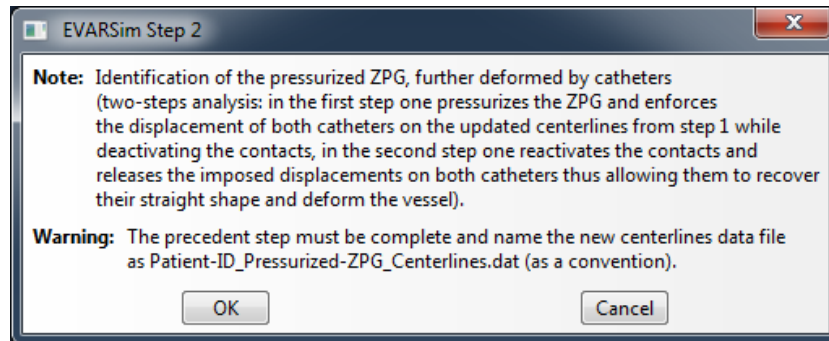 EVARSim Step 2
Note: Identification of the pressurized ZPG, further deformed by catheters
(two-steps analysis: in the first step one pressurizes the ZPG and enforces
the displacement of both catheters on the updated centerlines from step 1 while
deactivating the contacts, in the second step one reactivates the contacts and
releases the imposed displacements on both catheters thus allowing them to recover
their straight shape and deform the vessel).
Warning: The precedent step must be complete and name the new centerlines data file
as Patient-ID_Pressurized-ZPG_Centerlines.dat (as a convention).
OK
Cancel